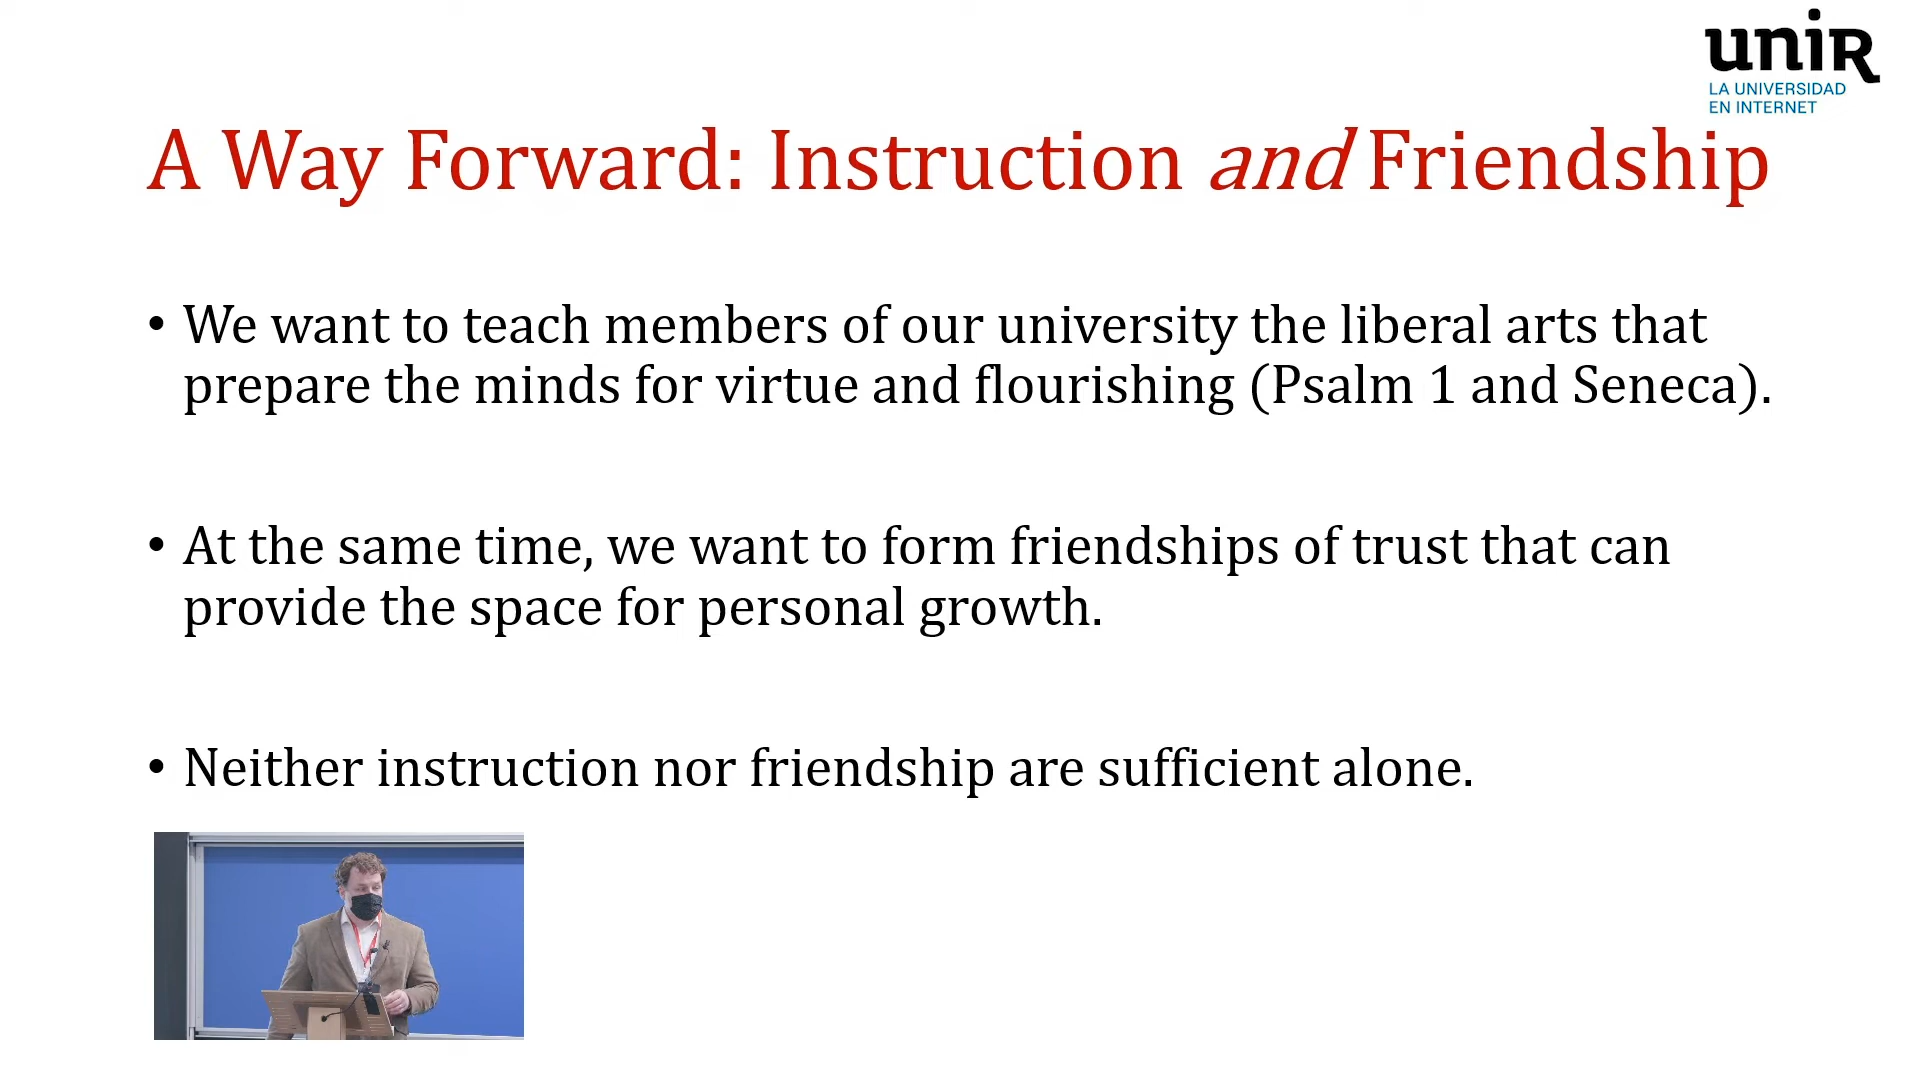 uniR
LA UNIVERSIDAD
EN INTERNET
A Way Forward: Instruction and Friendship
• We want to teach members of our university the liberal arts that
prepare the minds for virtue and flourishing (Psalm 1 and Seneca).
• At the same time, we want to form friendships of trust that can
provide the space for personal growth.
• Neither instruction nor friendship are sufficient alone.